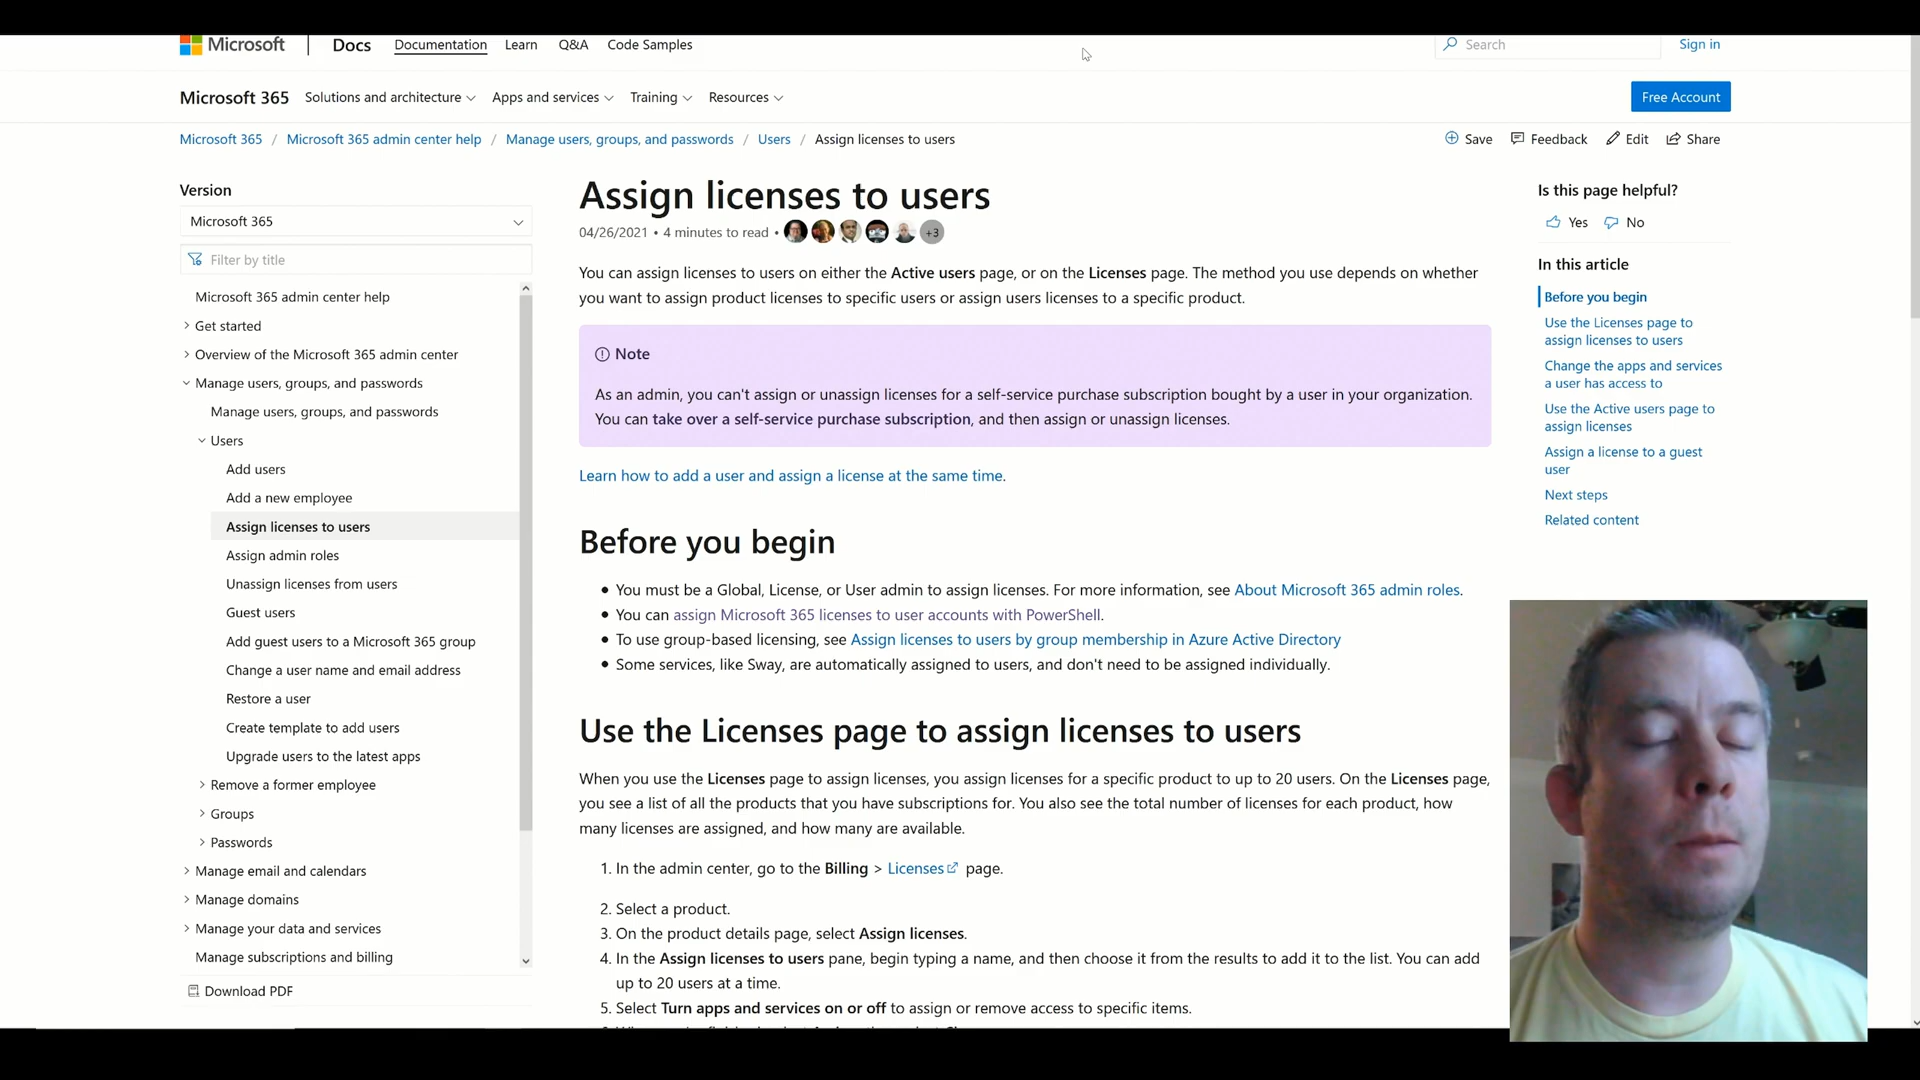 Microsoft
Docs
Documentation
Learn
Q&A
Code Samples
Search
Sign in
Microsoft 365
Solutions and architecture
Apps and services
Training
Resources
Free Account
Microsoft 365 / Microsoft 365 admin center help / Manage users, groups, and passwords / Users / Assign licenses to users
Save
Feedback
Edit
Share
Version
Microsoft 365
Filter by title
Microsoft 365 admin center help
Get started
Overview of the Microsoft 365 admin center
Manage users, groups, and passwords
Manage users, groups, and passwords
Users
Add users
Add a new employee
Assign licenses to users
Assign admin roles
Unassign licenses from users
Guest users
Add guest users to a Microsoft 365 group
Change a user name and email address
Restore a user
Create template to add users
Upgrade users to the latest apps
Remove a former employee
Groups
Passwords
Manage email and calendars
Manage domains
Manage your data and services
Manage subscriptions and billing
Download PDF
Assign licenses to users
04/26/2021 • 4 minutes to read • +3
You can assign licenses to users on either the Active users page, or on the Licenses page. The method you use depends on whether
you want to assign product licenses to specific users or assign users licenses to a specific product.
Note
As an admin, you can't assign or unassign licenses for a self-service purchase subscription bought by a user in your organization.
You can take over a self-service purchase subscription, and then assign or unassign licenses.
Learn how to add a user and assign a license at the same time.
Before you begin
• You must be a Global, License, or User admin to assign licenses. For more information, see About Microsoft 365 admin roles.
• You can assign Microsoft 365 licenses to user accounts with PowerShell.
• To use group-based licensing, see Assign licenses to users by group membership in Azure Active Directory
• Some services, like Sway, are automatically assigned to users, and don't need to be assigned individually.
Use the Licenses page to assign licenses to users
When you use the Licenses page to assign licenses, you assign licenses for a specific product to up to 20 users. On the Licenses page,
you see a list of all the products that you have subscriptions for. You also see the total number of licenses for each product, how
many licenses are assigned, and how many are available.
1. In the admin center, go to the Billing > Licenses page.
2. Select a product.
3. On the product details page, select Assign licenses.
4. In the Assign licenses to users pane, begin typing a name, and then choose it from the results to add it to the list. You can add
up to 20 users at a time.
5. Select Turn apps and services on or off to assign or remove access to specific items.
Is this page helpful?
Yes
No
In this article
Before you begin
Use the Licenses page to
assign licenses to users
Change the apps and services
a user has access to
Use the Active users page to
assign licenses
Assign a license to a guest
user
Next steps
Related content